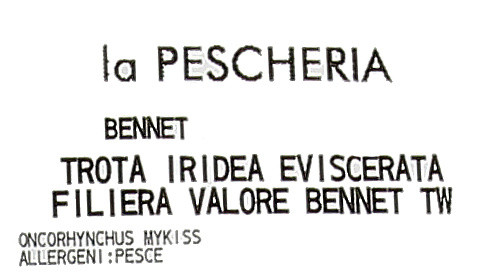 la PESCHERIA
BENNET
TROTA IRIDEA EVISCERATA
FILIERA VALORE BENNET TW
ONCORHYNCHUS MYKISS
ALLERGENI:PESCE